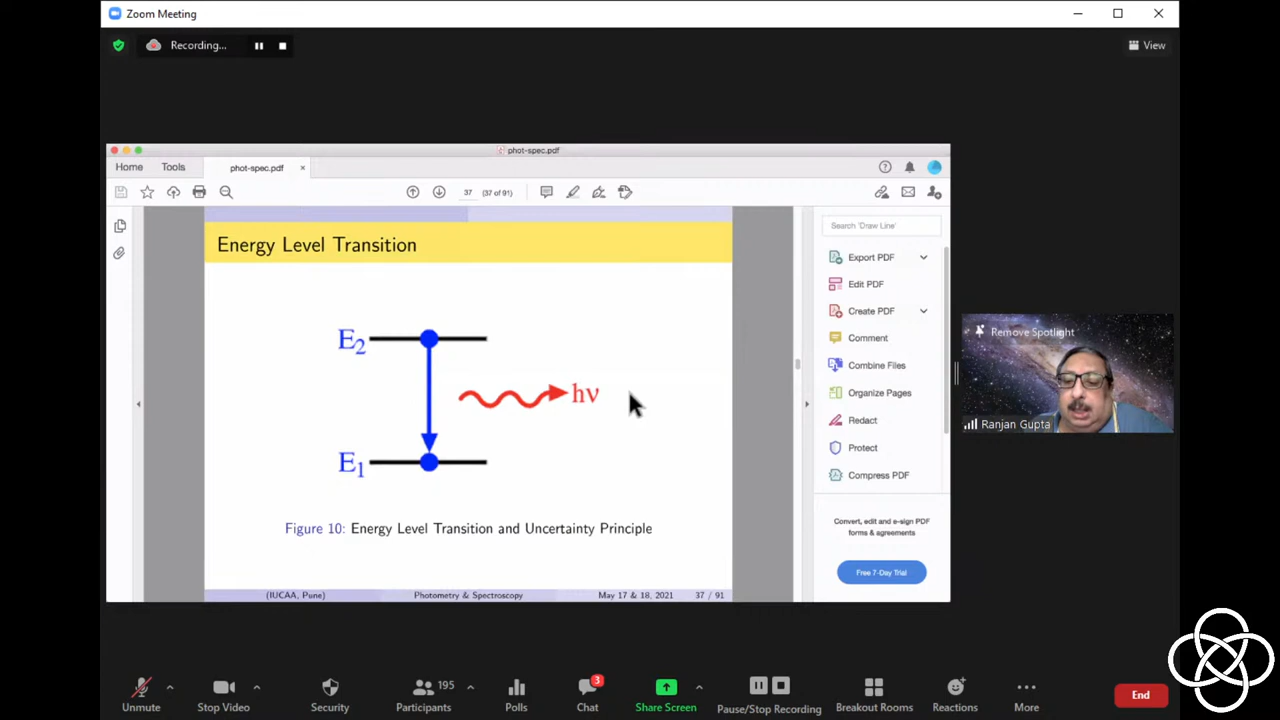 Zoom Meeting
Recording...
View
phot-spec.pdf
Home Tools phot-spec.pdf ×
37 (37 of 91)
Search 'Draw Line'
Energy Level Transition
Export PDF
Edit PDF
Create PDF
Comment
Combine Files
Organize Pages
Redact
Protect
Compress PDF
E2
hν
E1
Figure 10: Energy Level Transition and Uncertainty Principle
Convert, edit and e-sign PDF
forms & agreements
Free 7-Day Trial
(IUCAA, Pune) Photometry & Spectroscopy May 17 & 18, 2021 37 / 91
Remove Spotlight
Ranjan Gupta
Unmute
Stop Video
Security
195
Participants
Polls
3
Chat
Share Screen
Pause/Stop Recording
Breakout Rooms
Reactions
More
End